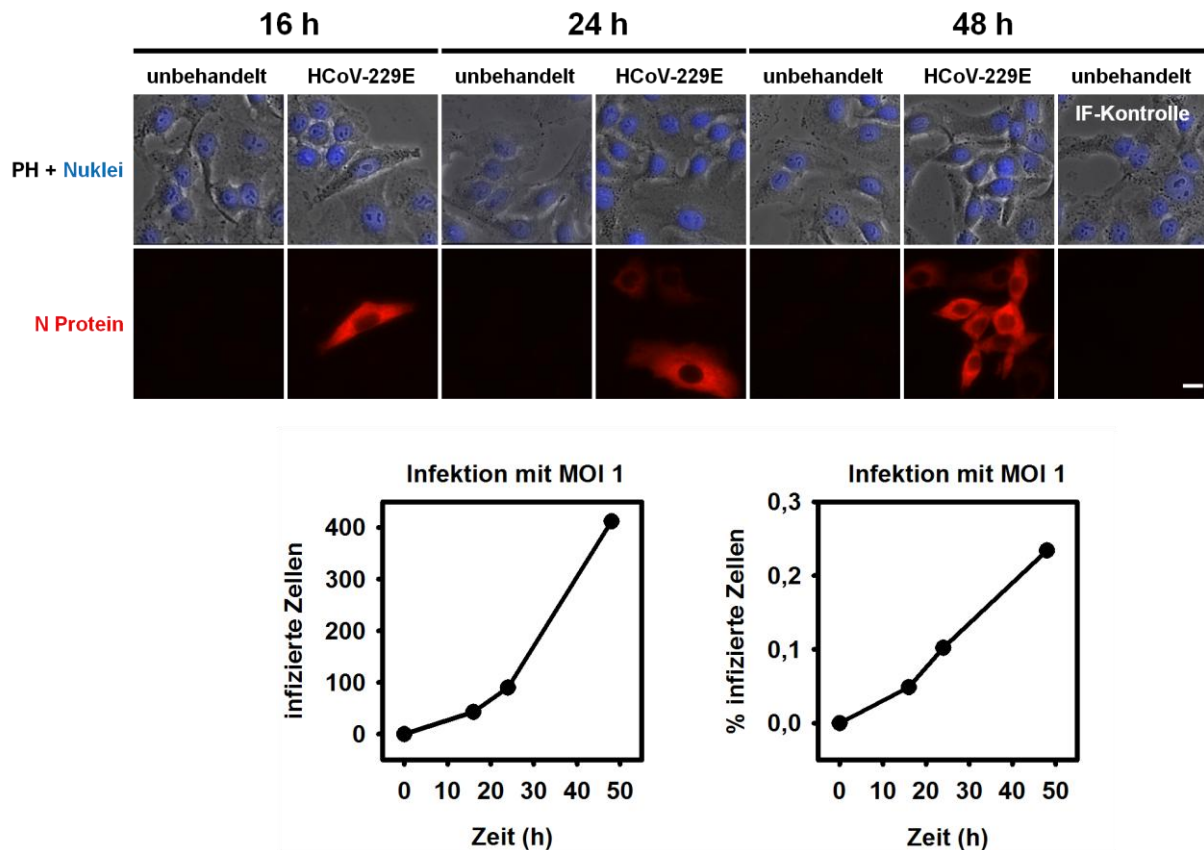 16 h 24 h 48 h
unbehandelt HCoV-229E unbehandelt HCoV-229E unbehandelt HCoV-229E unbehandelt
IF-Kontrolle
PH + Nuklei
N Protein
Infektion mit MOI 1
400
300
200
100
0
infizierte Zellen
0 10 20 30 40 50
Zeit (h)
Infektion mit MOI 1
0,3
0,2
0,1
0,0
% infizierte Zellen
0 10 20 30 40 50
Zeit (h)